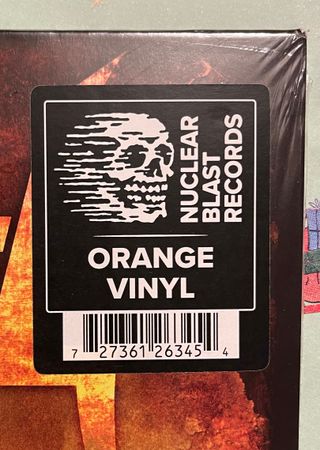 NUCLEAR
BLAST
RECORDS
ORANGE
VINYL
7 27361 26345 4